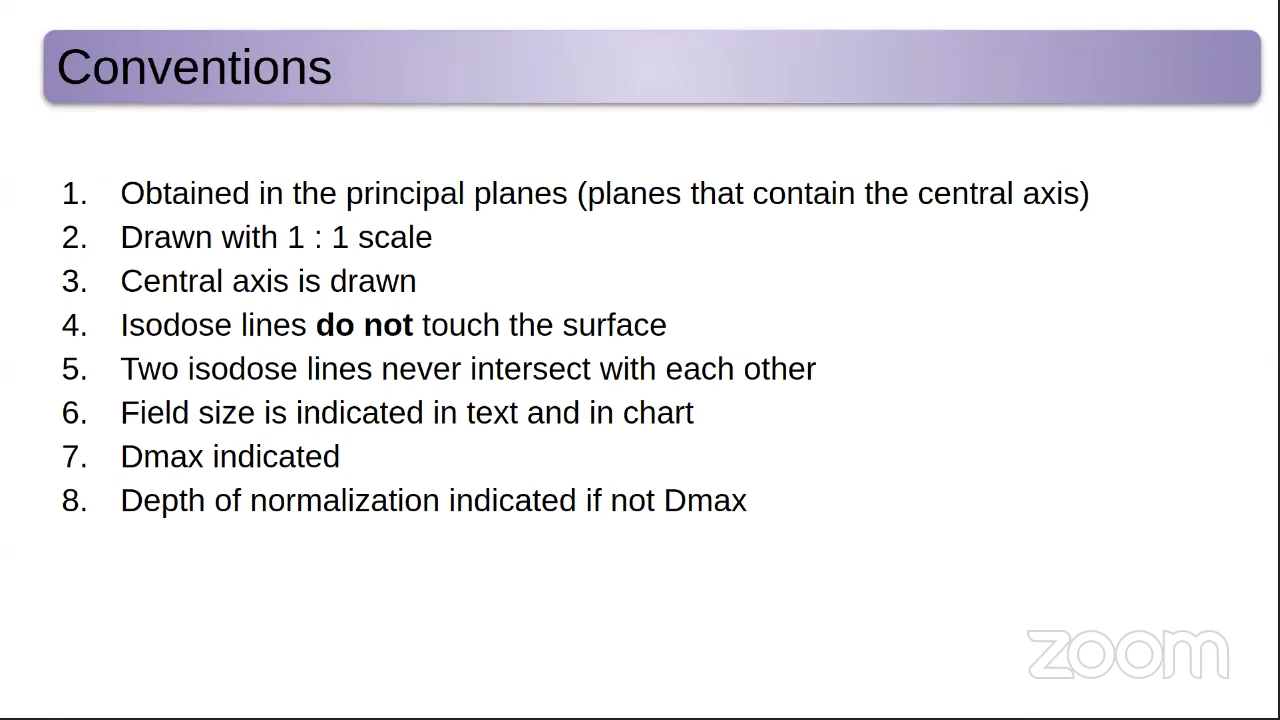 Conventions
1. Obtained in the principal planes (planes that contain the central axis)
2. Drawn with 1 : 1 scale
3. Central axis is drawn
4. Isodose lines do not touch the surface
5. Two isodose lines never intersect with each other
6. Field size is indicated in text and in chart
7. Dmax indicated
8. Depth of normalization indicated if not Dmax
zoom